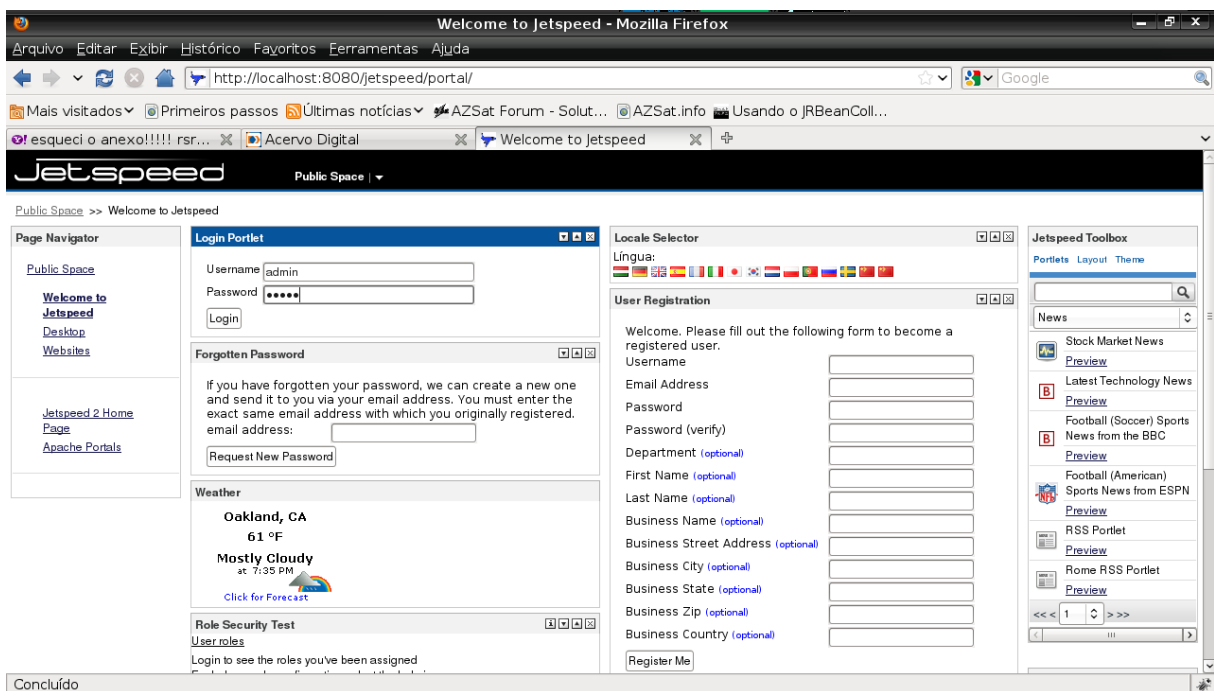 Welcome to Jetspeed - Mozilla Firefox
Arquivo Editar Exibir Histórico Favoritos Ferramentas Ajuda
http://localhost:8080/jetspeed/portal/
Google
Mais visitados Primeiros passos Últimas notícias AZSat Forum - Solut... AZSat.info Usando o JRBeanColl...
esqueci o anexo!!!!! rsr... Acervo Digital Welcome to Jetspeed
Jetspeed
Public Space |
Public Space >> Welcome to Jetspeed
Page Navigator
Public Space
Welcome to
Jetspeed
Desktop
Websites
Jetspeed 2 Home
Page
Apache Portals
Login Portlet
Username admin
Password •••••
Login
Forgotten Password
If you have forgotten your password, we can create a new one
and send it to you via your email address. You must enter the
exact same email address with which you originally registered.
email address:
Request New Password
Weather
Oakland, CA
61 °F
Mostly Cloudy
at 7:35 PM
Click for Forecast
Role Security Test
User roles
Login to see the roles you've been assigned
Locale Selector
Língua:
User Registration
Welcome. Please fill out the following form to become a
registered user.
Username
Email Address
Password
Password (verify)
Department (optional)
First Name (optional)
Last Name (optional)
Business Name (optional)
Business Street Address (optional)
Business City (optional)
Business State (optional)
Business Zip (optional)
Business Country (optional)
Register Me
Jetspeed Toolbox
Portlets Layout Theme
News
Stock Market News
Preview
B
Latest Technology News
Preview
B
Football (Soccer) Sports
News from the BBC
Preview
NFL
Football (American)
Sports News from ESPN
Preview
RSS Portlet
Preview
Rome RSS Portlet
Preview
<< < 1 > >>
Concluído